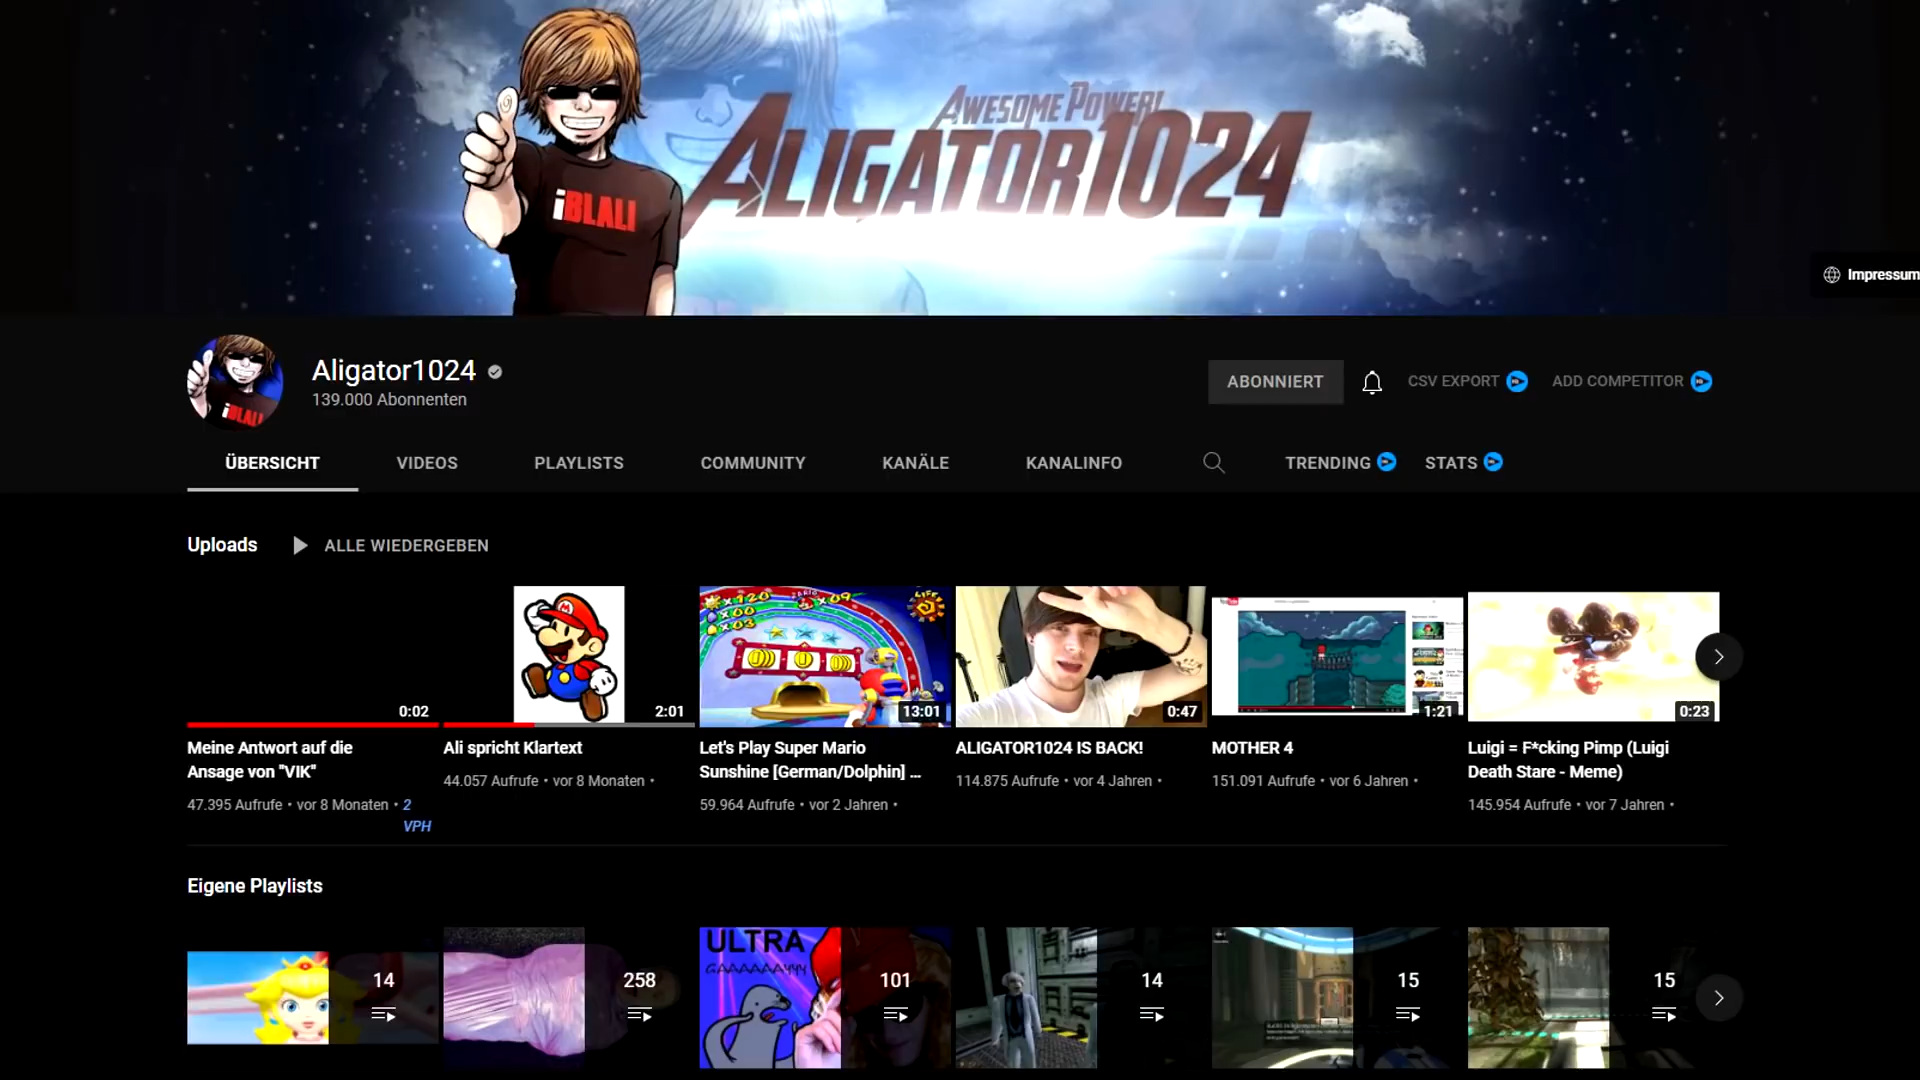 AWESOME POWER!
ALIGATOR1024
iBLALI
Impressum
iBLALI
Aligator1024
139.000 Abonnenten
ABONNIERT
CSV EXPORT
ADD COMPETITOR
ÜBERSICHT
VIDEOS
PLAYLISTS
COMMUNITY
KANÄLE
KANALINFO
TRENDING
STATS
Uploads
ALLE WIEDERGEBEN
0:02
2:01
13:01
0:47
1:21
0:23
Meine Antwort auf die
Ansage von "VIK"
47.395 Aufrufe • vor 8 Monaten • 2
VPH
Ali spricht Klartext
44.057 Aufrufe • vor 8 Monaten •
Let's Play Super Mario
Sunshine [German/Dolphin] ...
59.964 Aufrufe • vor 2 Jahren •
ALIGATOR1024 IS BACK!
114.875 Aufrufe • vor 4 Jahren •
MOTHER 4
151.091 Aufrufe • vor 6 Jahren •
Luigi = F*cking Pimp (Luigi
Death Stare - Meme)
145.954 Aufrufe • vor 7 Jahren •
Eigene Playlists
14
258
ULTRA
101
14
15
15